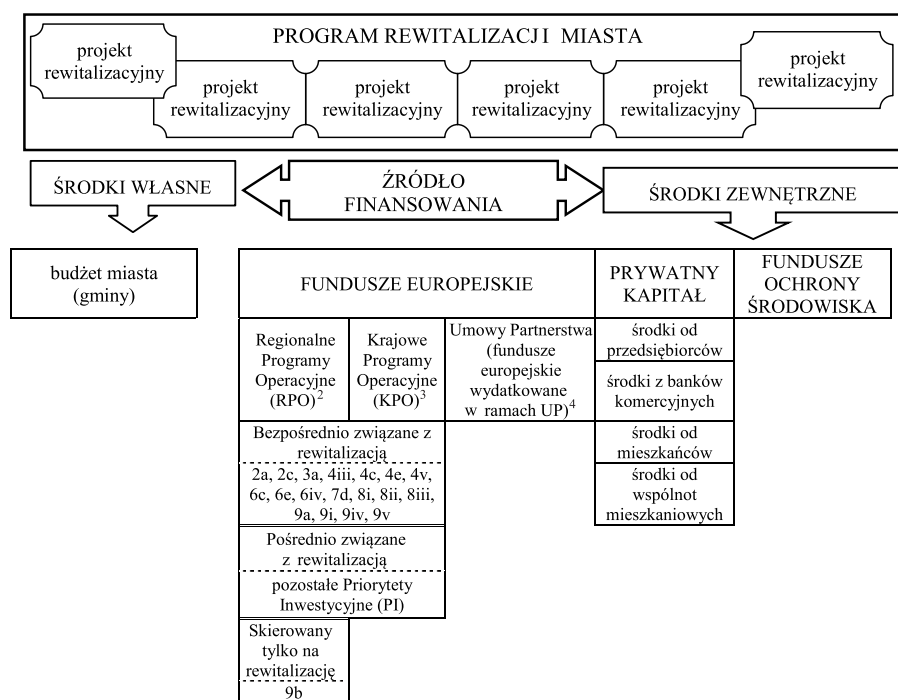 PROGRAM REWITALIZACJI MIASTA
projekt
rewitalizacyjny
projekt
rewitalizacyjny
projekt
rewitalizacyjny
projekt
rewitalizacyjny
projekt
rewitalizacyjny
projekt
rewitalizacyjny
ŚRODKI WŁASNE
ŹRÓDŁO
FINANSOWANIA
ŚRODKI ZEWNĘTRZNE
budżet miasta
(gminy)
FUNDUSZE EUROPEJSKIE
PRYWATNY
KAPITAŁ
FUNDUSZE
OCHRONY
ŚRODOWISKA
Regionalne
Programy
Operacyjne
(RPO)²
Krajowe
Programy
Operacyjne
(KPO)³
Umowy Partnerstwa
(fundusze
europejskie
wydatkowane
w ramach UP)⁴
środki od
przedsiębiorców
środki z banków
komercyjnych
środki od
mieszkańców
środki od
wspólnot
mieszkaniowych
Bezpośrednio związane z
rewitalizacją
2a, 2c, 3a, 4iii, 4c, 4e, 4v,
6c, 6e, 6iv, 7d, 8i, 8ii, 8iii,
9a, 9i, 9iv, 9v
Pośrednio związane
z rewitalizacją
pozostałe Priorytety
Inwestycyjne (PI)
Skierowany
tylko na
rewitalizację
9b